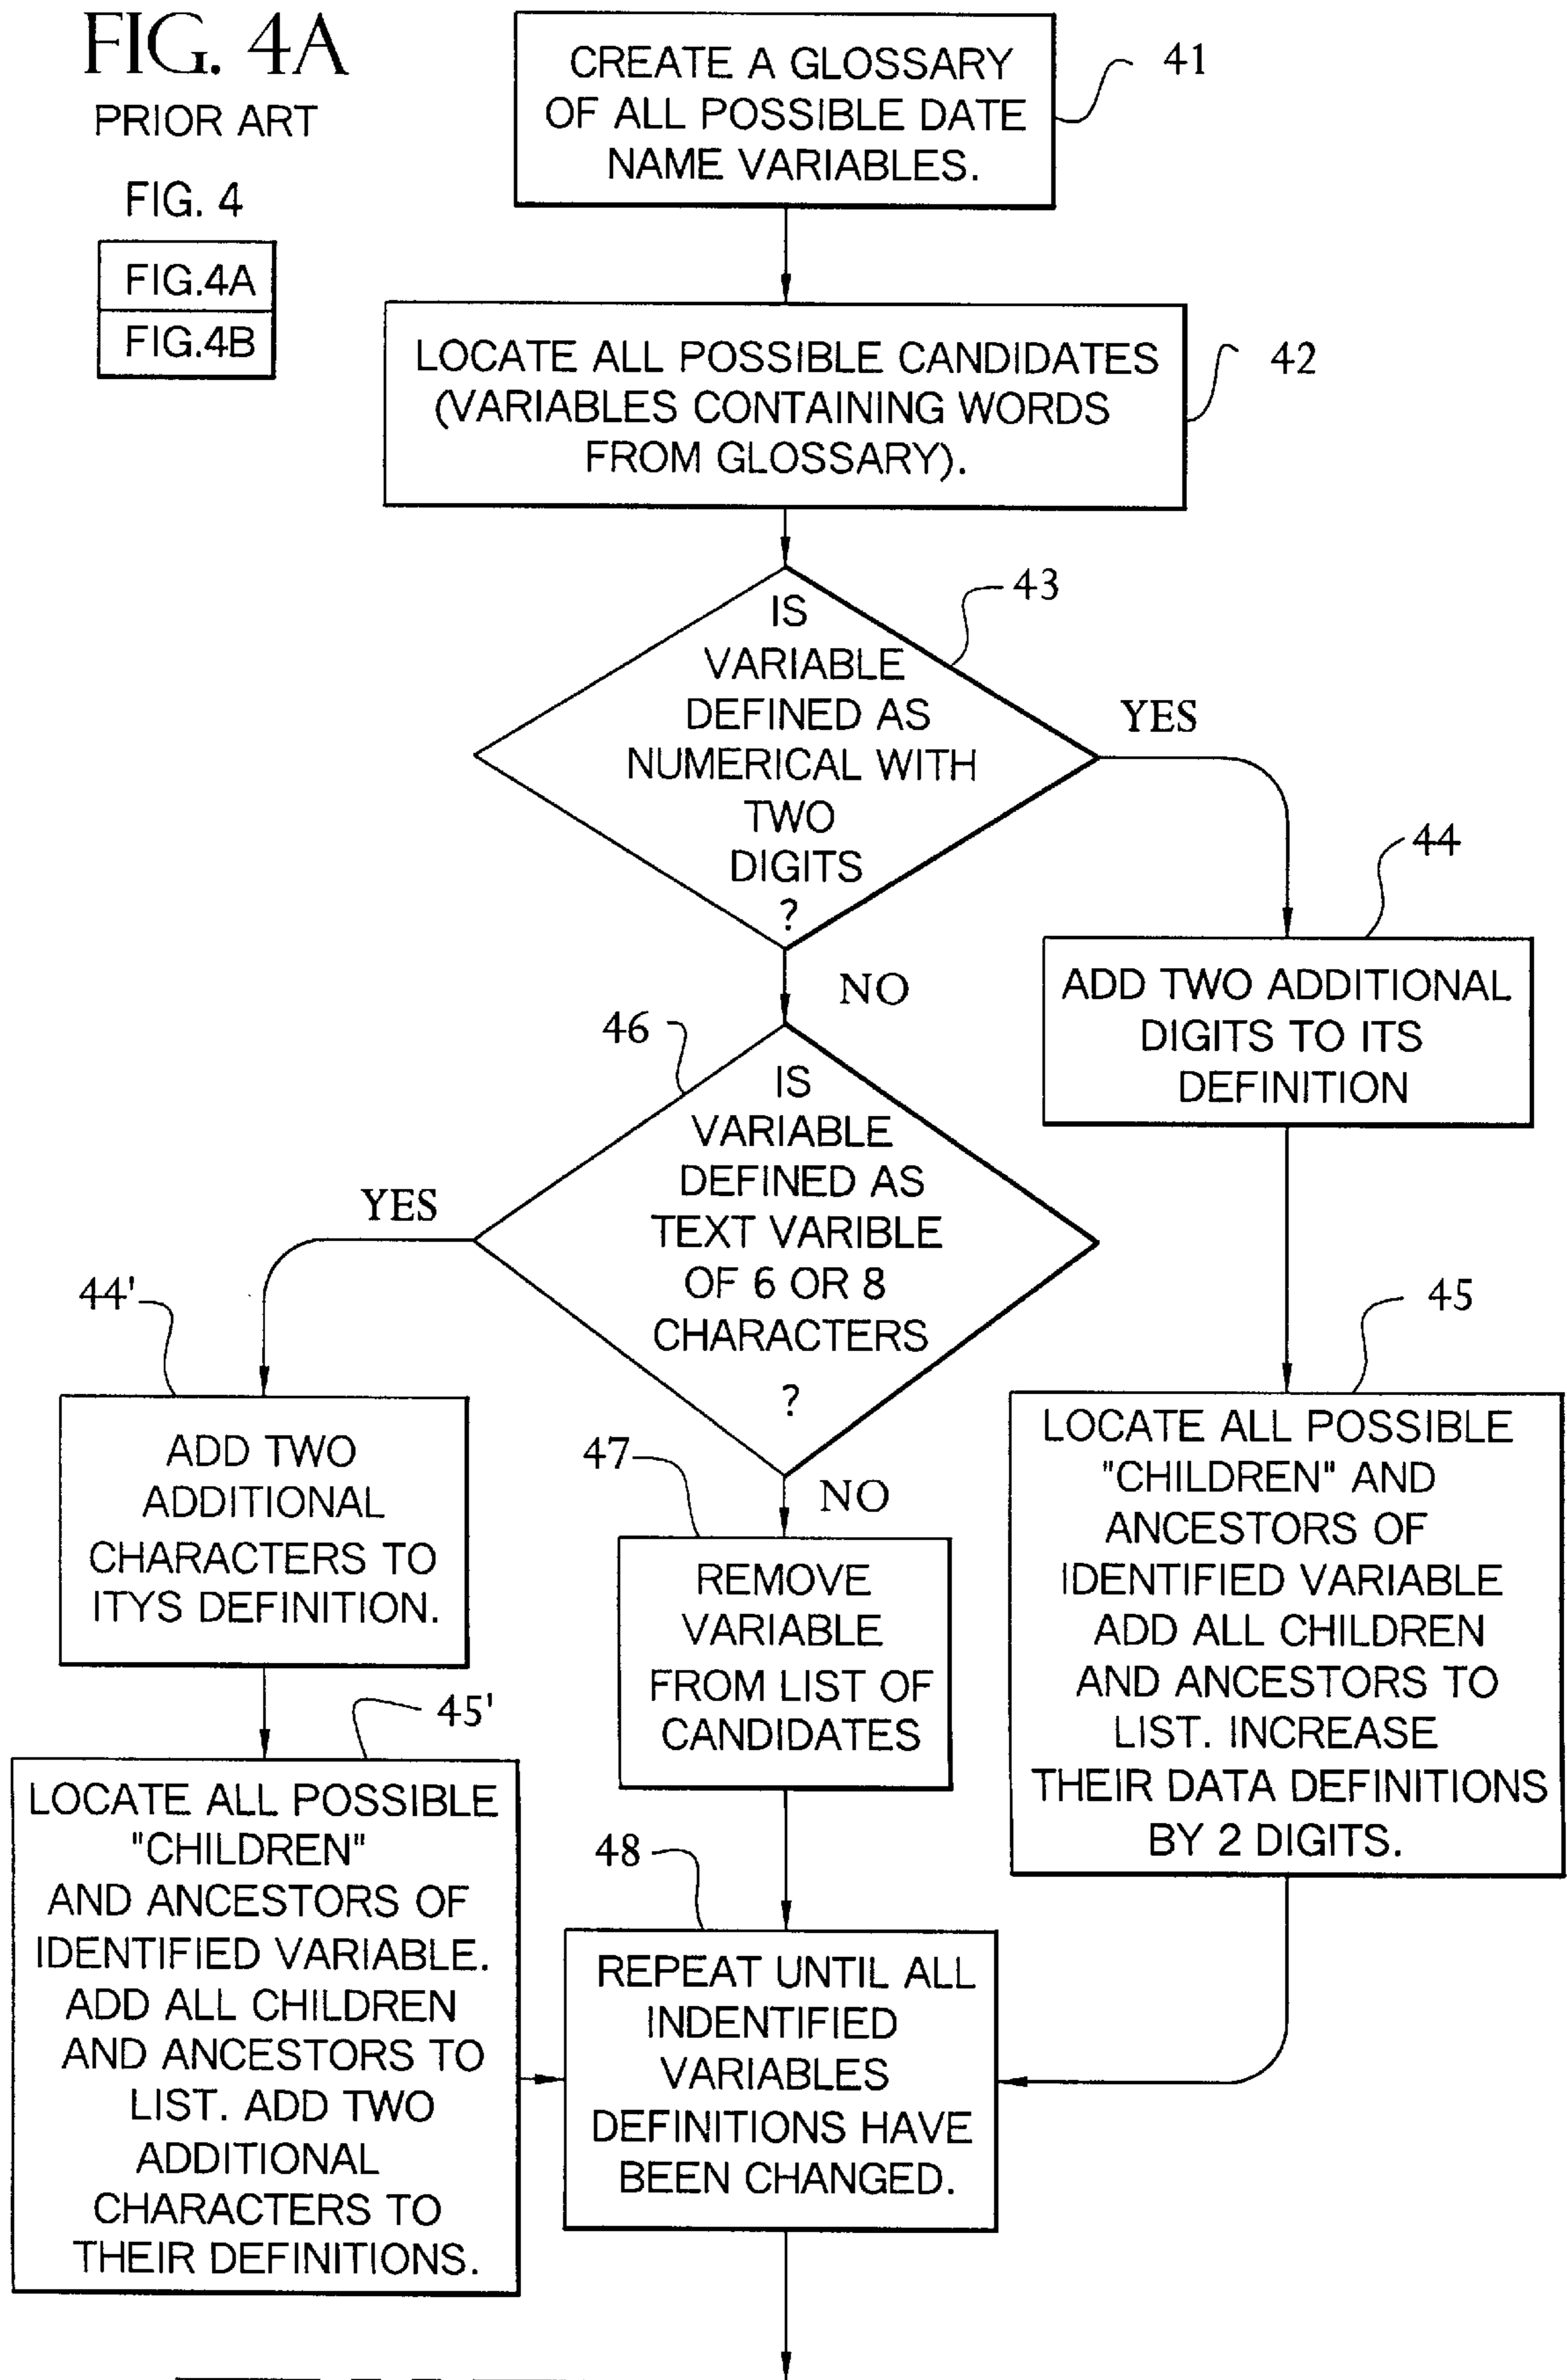 FIG. 4A
PRIOR ART
FIG. 4
FIG.4A
FIG.4B
CREATE A GLOSSARY
OF ALL POSSIBLE DATE
NAME VARIABLES.
41
LOCATE ALL POSSIBLE CANDIDATES
(VARIABLES CONTAINING WORDS
FROM GLOSSARY).
42
IS
VARIABLE
DEFINED AS
NUMERICAL WITH
TWO
DIGITS
?
43
YES
NO
44
ADD TWO ADDITIONAL
DIGITS TO ITS
DEFINITION
46
IS
VARIABLE
DEFINED AS
TEXT VARIBLE
OF 6 OR 8
CHARACTERS
?
YES
NO
44'
ADD TWO
ADDITIONAL
CHARACTERS TO
ITYS DEFINITION.
45
LOCATE ALL POSSIBLE
"CHILDREN" AND
ANCESTORS OF
IDENTIFIED VARIABLE
ADD ALL CHILDREN
AND ANCESTORS TO
LIST. INCREASE
THEIR DATA DEFINITIONS
BY 2 DIGITS.
47
REMOVE
VARIABLE
FROM LIST OF
CANDIDATES
45'
LOCATE ALL POSSIBLE
"CHILDREN"
AND ANCESTORS OF
IDENTIFIED VARIABLE.
ADD ALL CHILDREN
AND ANCESTORS TO
LIST. ADD TWO
ADDITIONAL
CHARACTERS TO
THEIR DEFINITIONS.
48
REPEAT UNTIL ALL
INDENTIFIED
VARIABLES
DEFINITIONS HAVE
BEEN CHANGED.